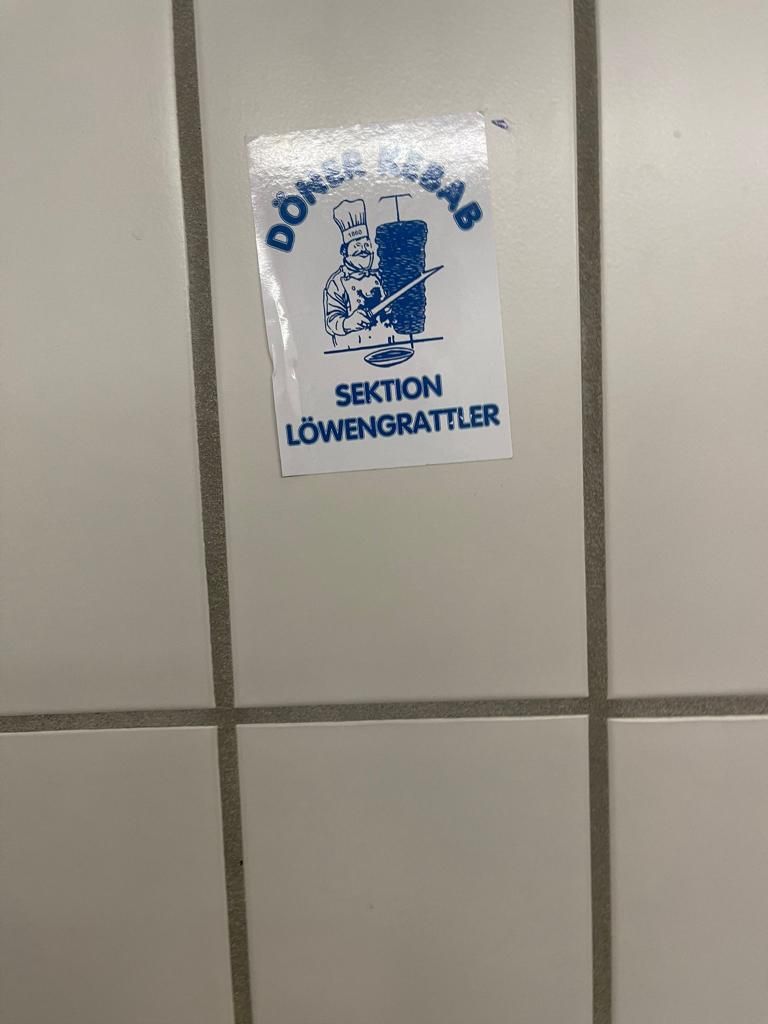 DÖNER KEBAB
1860
SEKTION
LÖWENGRATTLER